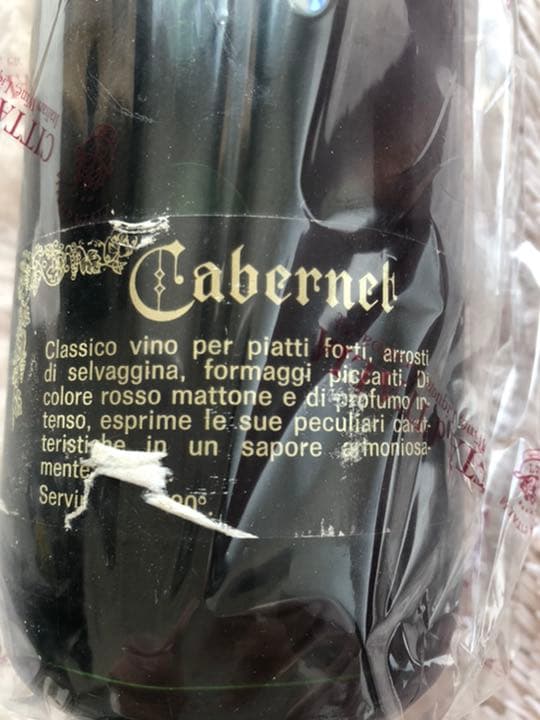 Cabernet
Classico vino per piatti forti, arrosti
di selvaggina, formaggi piccanti. Di
colore rosso mattone e di profumo in-
tenso, esprime le sue peculiari carat-
teristiche in un sapore armoniosa-
mente
CITTA